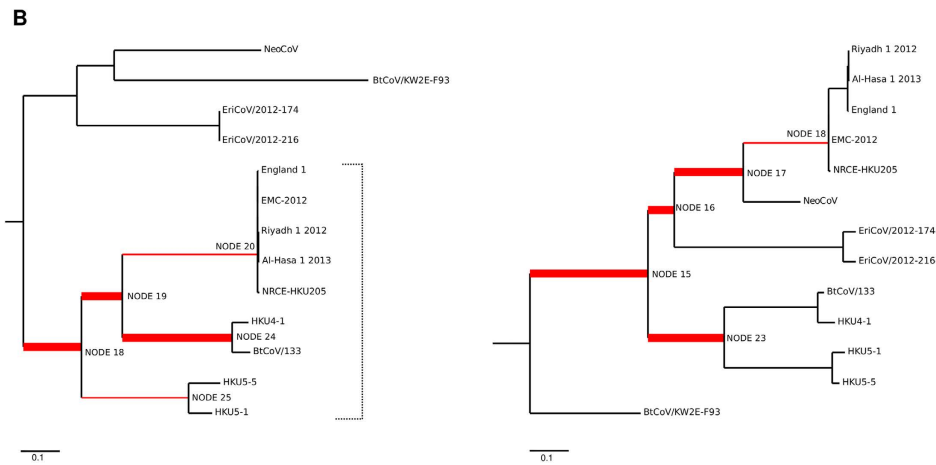 B
NeoCoV
BtCoV/KW2E-F93
EriCoV/2012-174
EriCoV/2012-216
England 1
EMC-2012
Riyadh 1 2012
NODE 20
Al-Hasa 1 2013
NRCE-HKU205
NODE 19
HKU4-1
NODE 24
BtCoV/133
NODE 18
HKU5-5
NODE 25
HKU5-1
0.1
Riyadh 1 2012
Al-Hasa 1 2013
England 1
NODE 18
EMC-2012
NRCE-HKU205
NODE 17
NeoCoV
NODE 16
EriCoV/2012-174
EriCoV/2012-216
NODE 15
BtCoV/133
HKU4-1
NODE 23
HKU5-1
HKU5-5
BtCoV/KW2E-F93
0.1